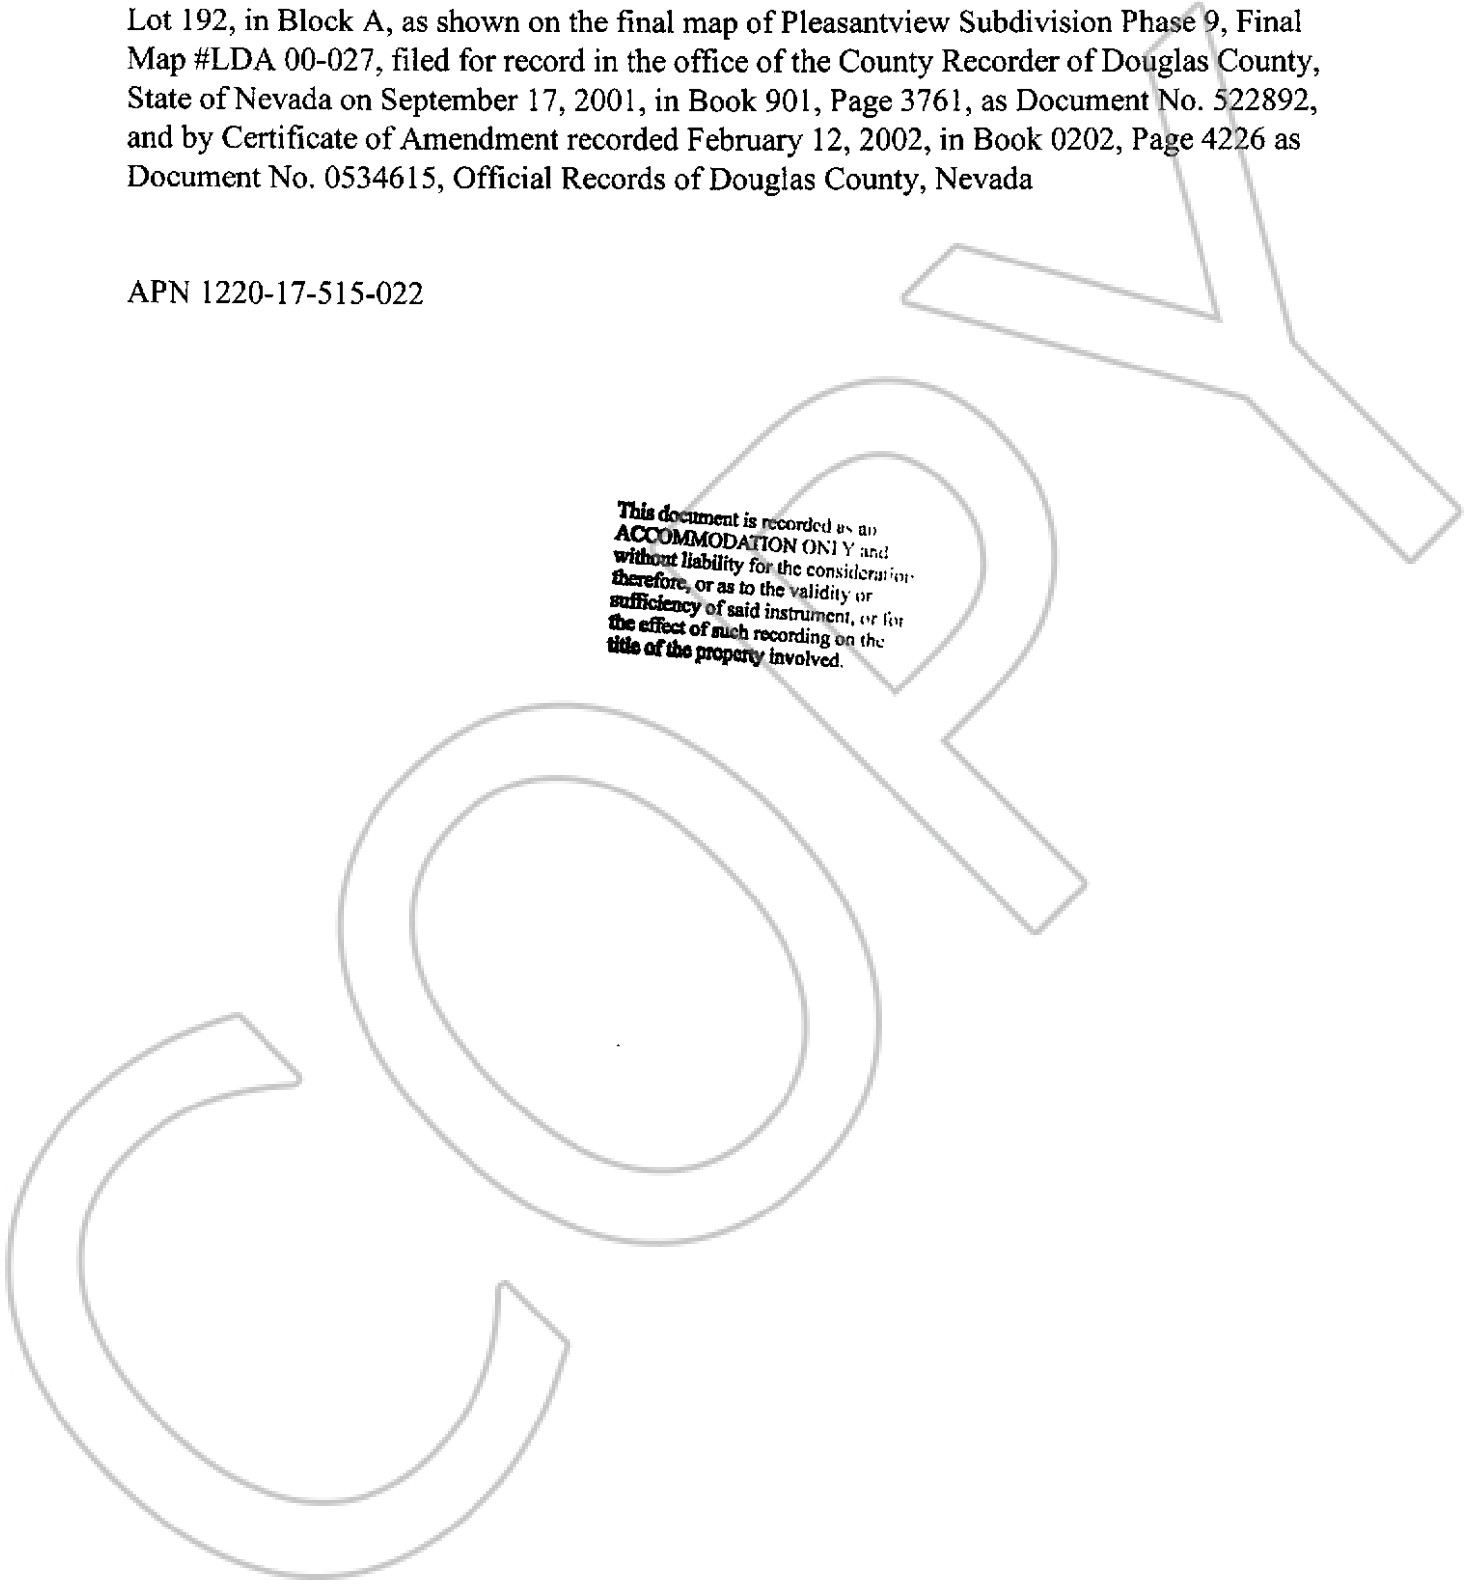 Lot 192, in Block A, as shown on the final map of Pleasantview Subdivision Phase 9, Final
Map #LDA 00-027, filed for record in the office of the County Recorder of Douglas County,
State of Nevada on September 17, 2001, in Book 901, Page 3761, as Document No. 522892,
and by Certificate of Amendment recorded February 12, 2002, in Book 0202, Page 4226 as
Document No. 0534615, Official Records of Douglas County, Nevada
APN 1220-17-515-022
This document is recorded as an
ACCOMMODATION ONLY and
without liability for the consideration
therefore, or as to the validity or
sufficiency of said instrument, or for
the effect of such recording on the
title of the property involved.
COPY